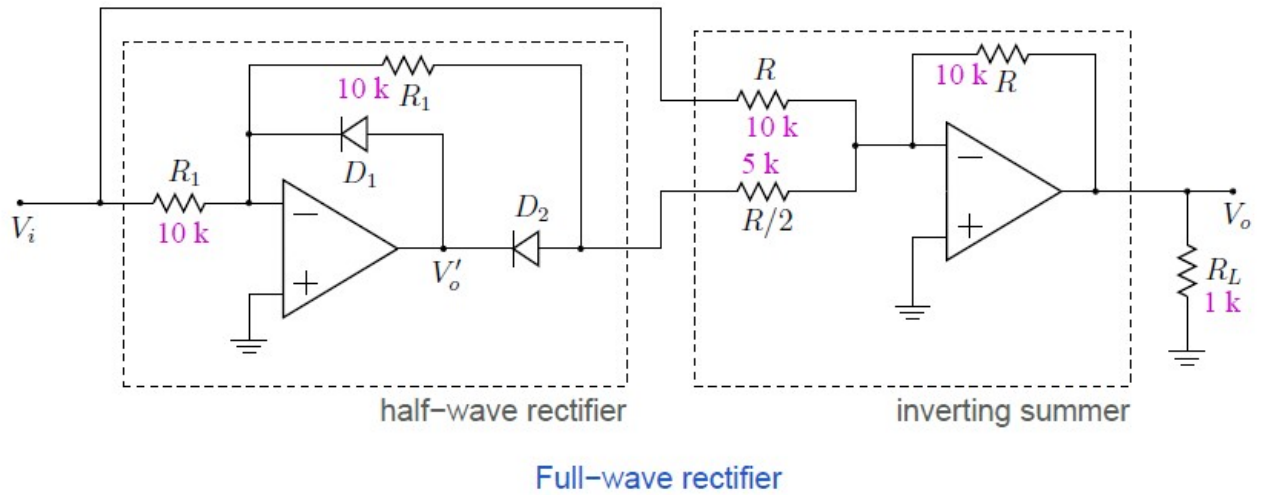 R
10 k R
10 k R₁
10 k
5 k
R₁
D₁
D₂
R/2
Vᵢ
10 k
V′ₒ
Vₒ
R_L
1 k
half−wave rectifier
inverting summer
Full−wave rectifier